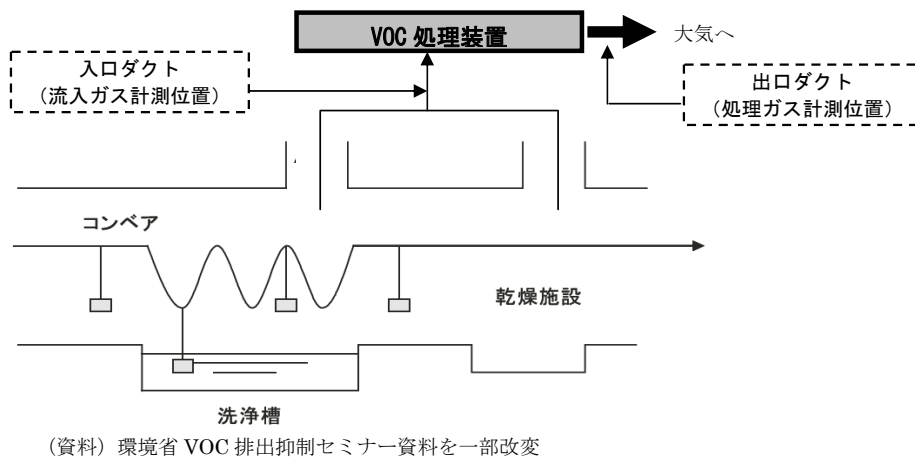 VOC 処理装置
大気へ
入口ダクト
(流入ガス計測位置)
出口ダクト
(処理ガス計測位置)
コンベア
乾燥施設
洗浄槽
(資料)環境省 VOC 排出抑制セミナー資料を一部改変